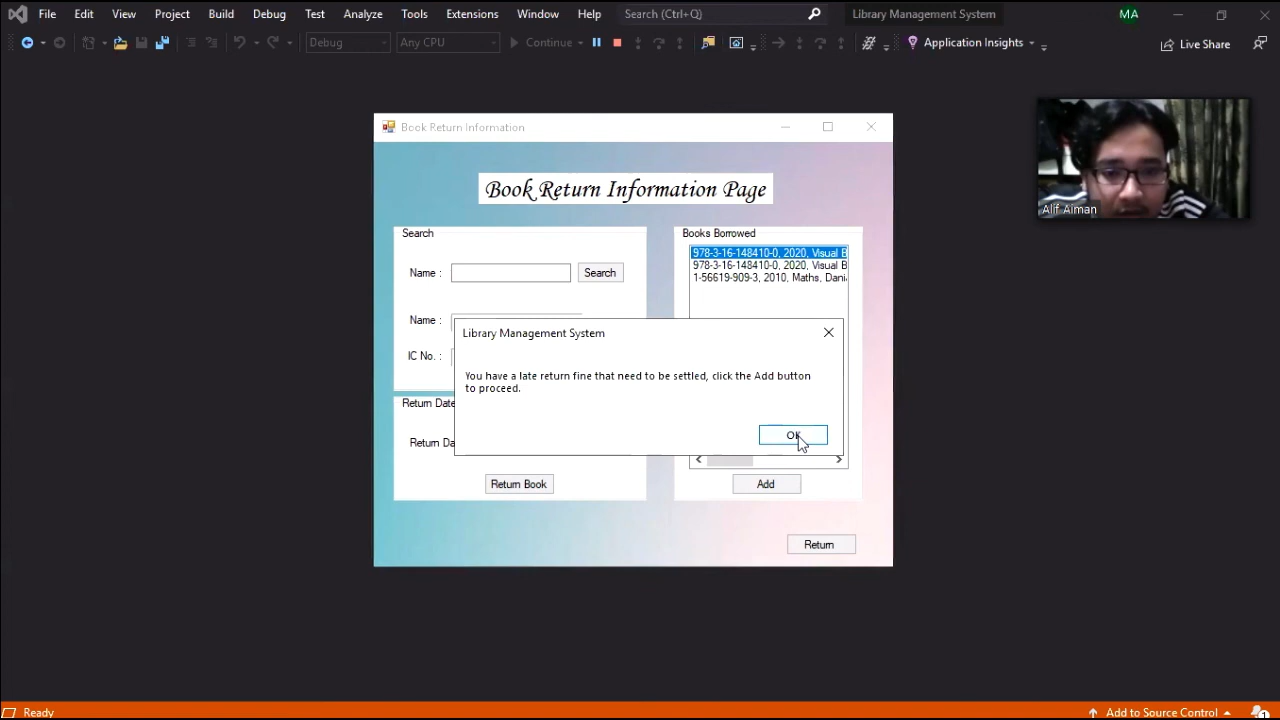 File Edit View Project Build Debug Test Analyze Tools Extensions Window Help Search (Ctrl+Q) Library Management System MA
Debug Any CPU Continue Application Insights Live Share
Book Return Information
Book Return Information Page
Search
Name : Search
Name :
IC No. :
Books Borrowed
978-3-16-148410-0, 2020, Visual B
978-3-16-148410-0, 2020, Visual B
1-56619-909-3, 2010, Maths, Dani
Alif Aiman
Library Management System
You have a late return fine that need to be settled, click the Add button
to proceed.
OK
Return Date
Return Da
Return Book
Add
Return
Ready Add to Source Control 1